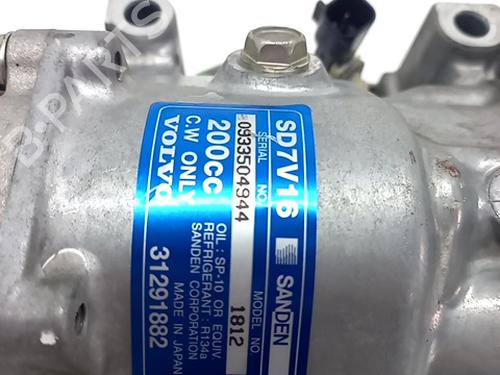 SD7V16 SANDEN
SERIAL NO. MODEL NO
0933504944 1812
200cc OIL : SP-10 OR EQUIV
C.W ONLY REFRIGERANT : R134a
SANDEN CORPORATION
VOLVO MADE IN JAPAN
31291882
B-PARTS